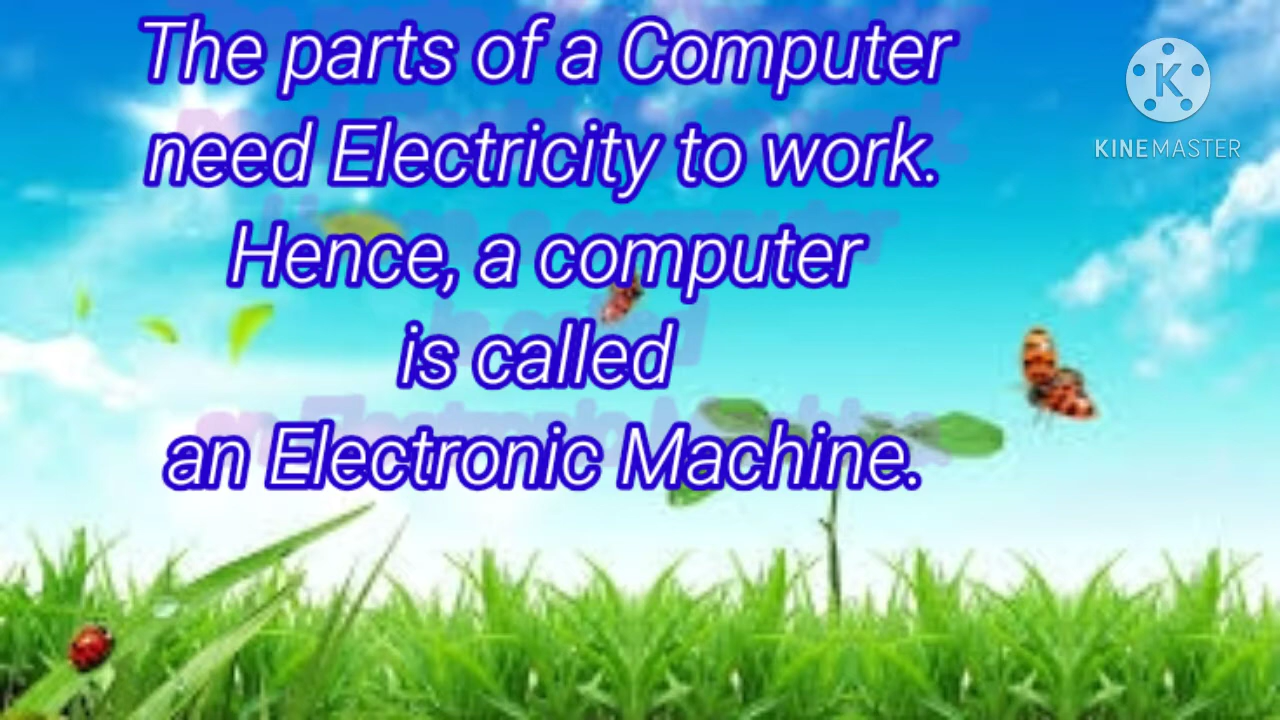 The parts of a Computer
need Electricity to work.
Hence, a computer
is called
an Electronic Machine.
K
KINEMASTER